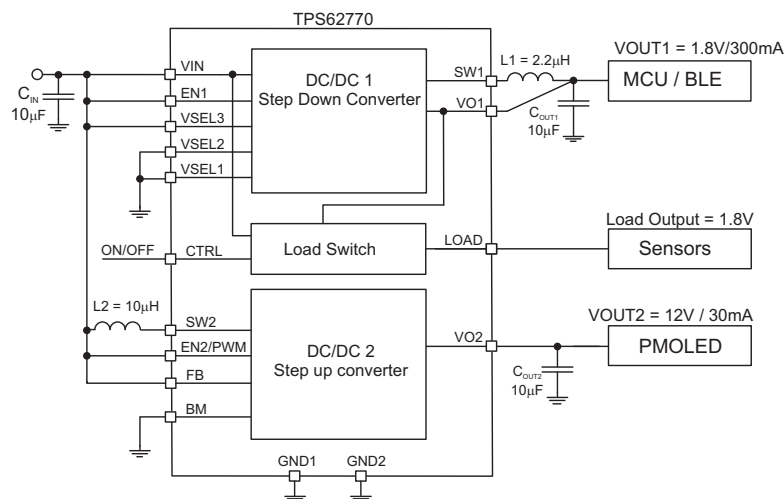 TPS62770
VOUT1 = 1.8V/300mA
L1 = 2.2μH
VIN
SW1
DC/DC 1
Step Down Converter
MCU / BLE
CIN
10μF
EN1
VO1
COUT1
10μF
VSEL3
VSEL2
VSEL1
Load Output = 1.8V
ON/OFF
CTRL
Load Switch
LOAD
Sensors
L2 = 10μH
VOUT2 = 12V / 30mA
SW2
VO2
EN2/PWM
DC/DC 2
Step up converter
PMOLED
FB
COUT2
10μF
BM
GND1
GND2